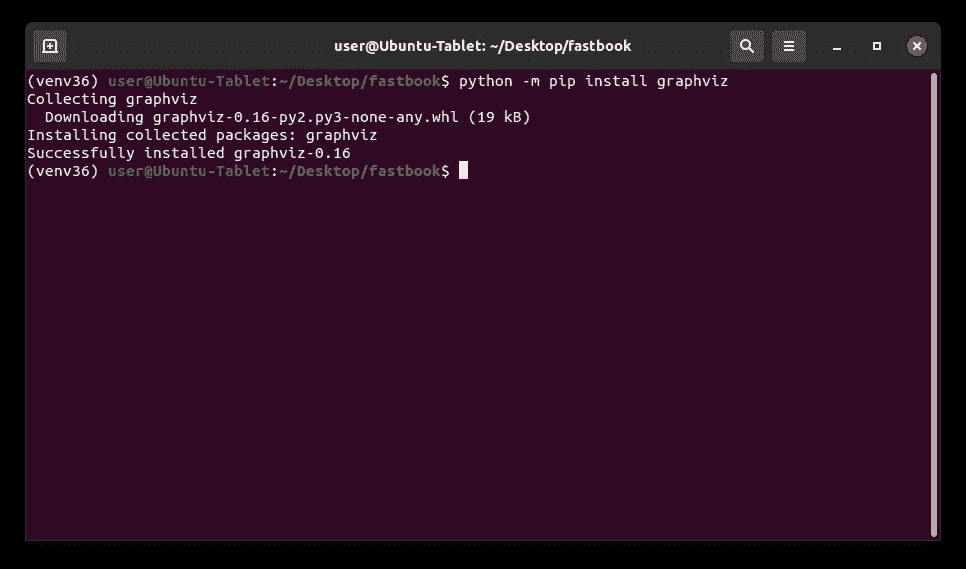 user@Ubuntu-Tablet: ~/Desktop/fastbook
(venv36) user@Ubuntu-Tablet:~/Desktop/fastbook$ python -m pip install graphviz
Collecting graphviz
  Downloading graphviz-0.16-py2.py3-none-any.whl (19 kB)
Installing collected packages: graphviz
Successfully installed graphviz-0.16
(venv36) user@Ubuntu-Tablet:~/Desktop/fastbook$